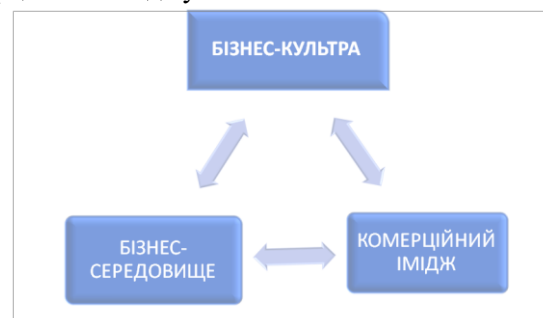 БІЗНЕС-КУЛЬТРА
БІЗНЕС-
СЕРЕДОВИЩЕ
КОМЕРЦІЙНИЙ
ІМІДЖ